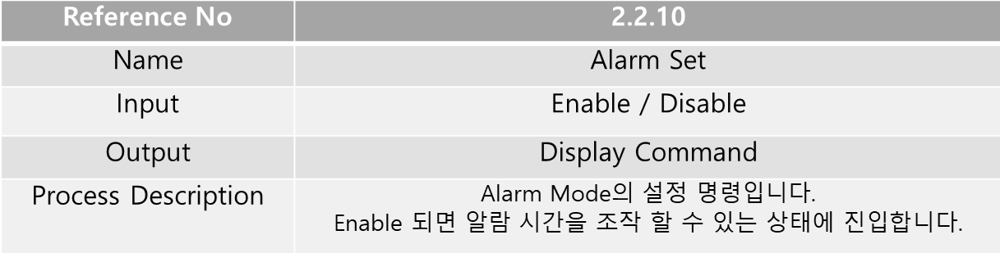 Reference No 2.2.10
Name Alarm Set
Input Enable / Disable
Output Display Command
Process Description Alarm Mode의 설정 명령입니다.
Enable 되면 알람 시간을 조작 할 수 있는 상태에 진입합니다.